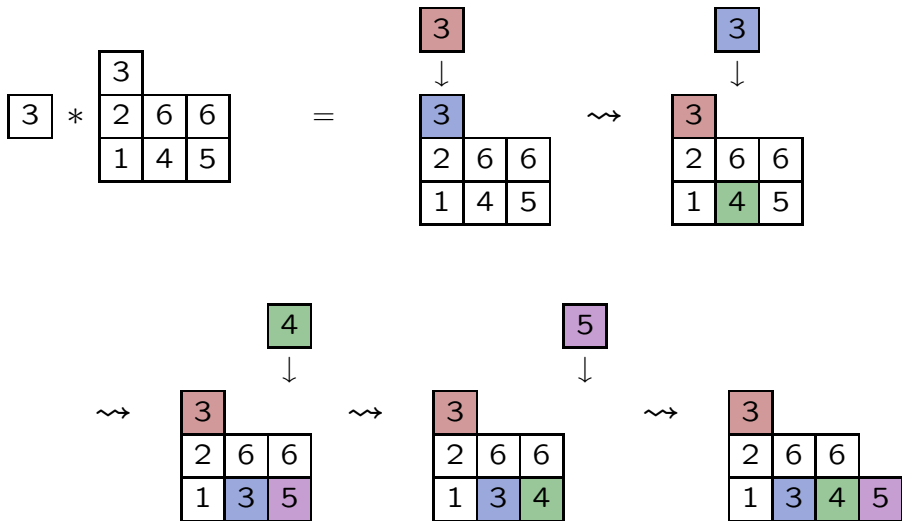 3 3
3 ↓ ↓
3 * 2 6 6 = 3 ⇝ 3
1 4 5 2 6 6 2 6 6
1 4 5 1 4 5
4 5
↓ ↓
⇝ 3 ⇝ 3 ⇝ 3
2 6 6 2 6 6 2 6 6
1 3 5 1 3 4 1 3 4 5